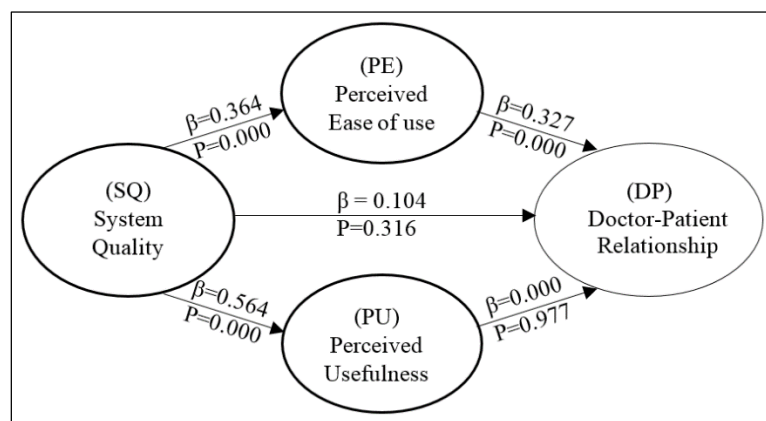 (PE)
Perceived
Ease of use
β=0.364
P=0.000
β=0.327
P=0.000
(SQ)
System
Quality
β = 0.104
P=0.316
(DP)
Doctor-Patient
Relationship
β=0.564
P=0.000
(PU)
Perceived
Usefulness
β=0.000
P=0.977